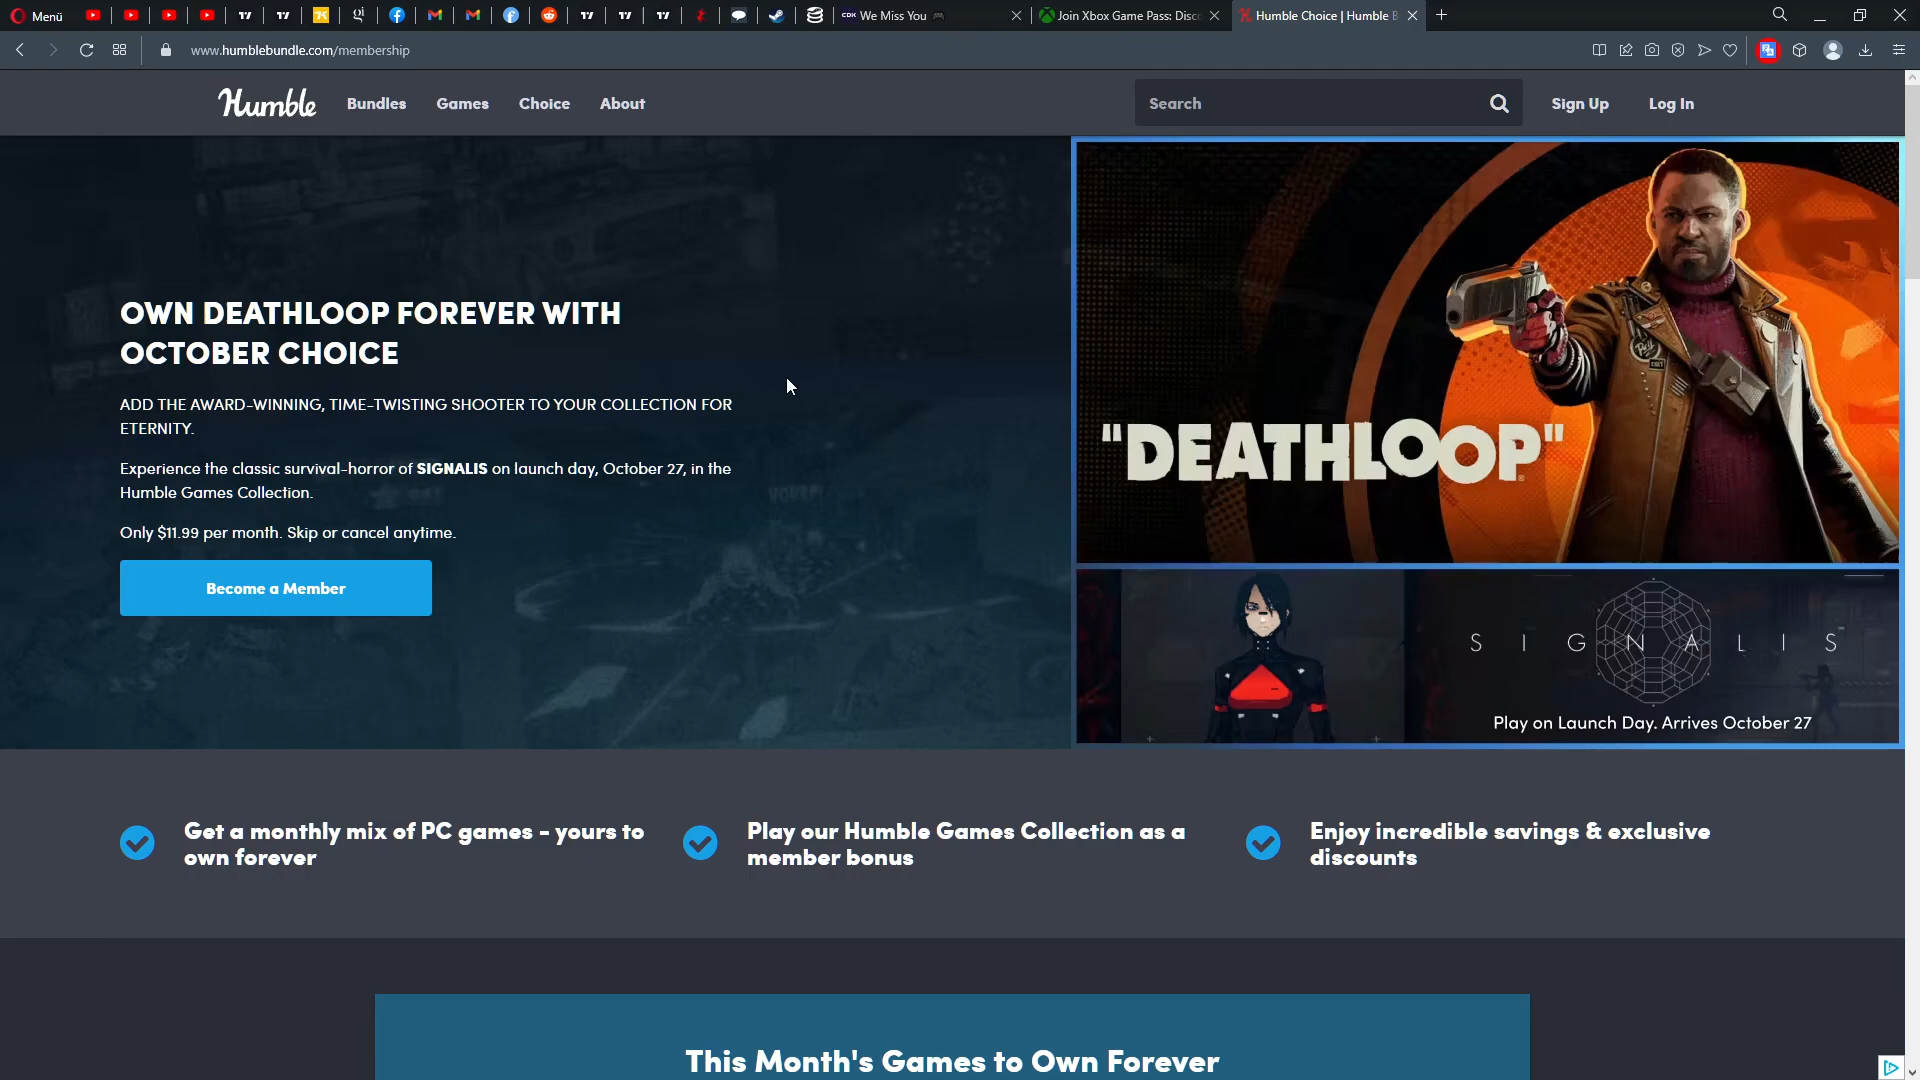 Menü
We Miss You
Join Xbox Game Pass: Disc
Humble Choice | Humble B
www.humblebundle.com/membership
Humble
Bundles
Games
Choice
About
Search
Sign Up
Log In
OWN DEATHLOOP FOREVER WITH
OCTOBER CHOICE
ADD THE AWARD-WINNING, TIME-TWISTING SHOOTER TO YOUR COLLECTION FOR
ETERNITY.
Experience the classic survival-horror of SIGNALIS on launch day, October 27, in the
Humble Games Collection.
Only $11.99 per month. Skip or cancel anytime.
Become a Member
"DEATHLOOP"
SIGNALIS
Play on Launch Day. Arrives October 27
Get a monthly mix of PC games - yours to
own forever
Play our Humble Games Collection as a
member bonus
Enjoy incredible savings & exclusive
discounts
This Month's Games to Own Forever